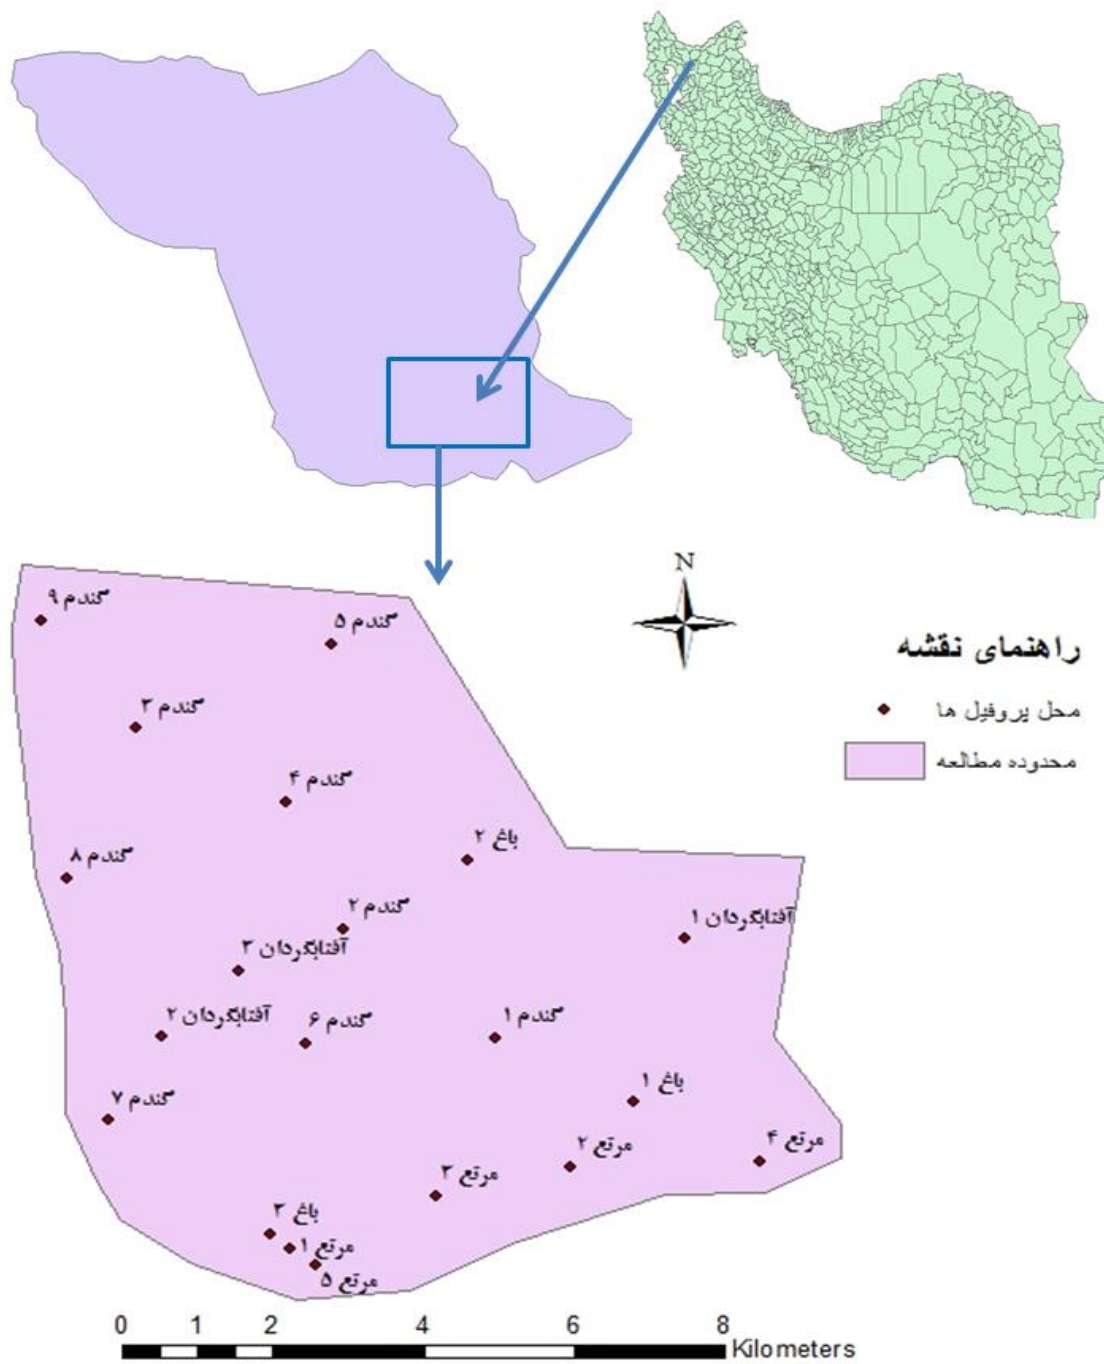 N
راهنمای نقشه
محل پروفیل ها
محدوده مطالعه
گندم ۹
گندم ۵
گندم ۳
گندم ۴
باغ ۲
گندم ۸
گندم ۲
آفتابگردان ۱
آفتابگردان ۳
آفتابگردان ۲
گندم ۶
گندم ۱
باغ ۱
گندم ۷
مرتع ۲
مرتع ۴
مرتع ۳
باغ ۳
مرتع ۱
مرتع ۵
0 1 2 4 6 8
Kilometers